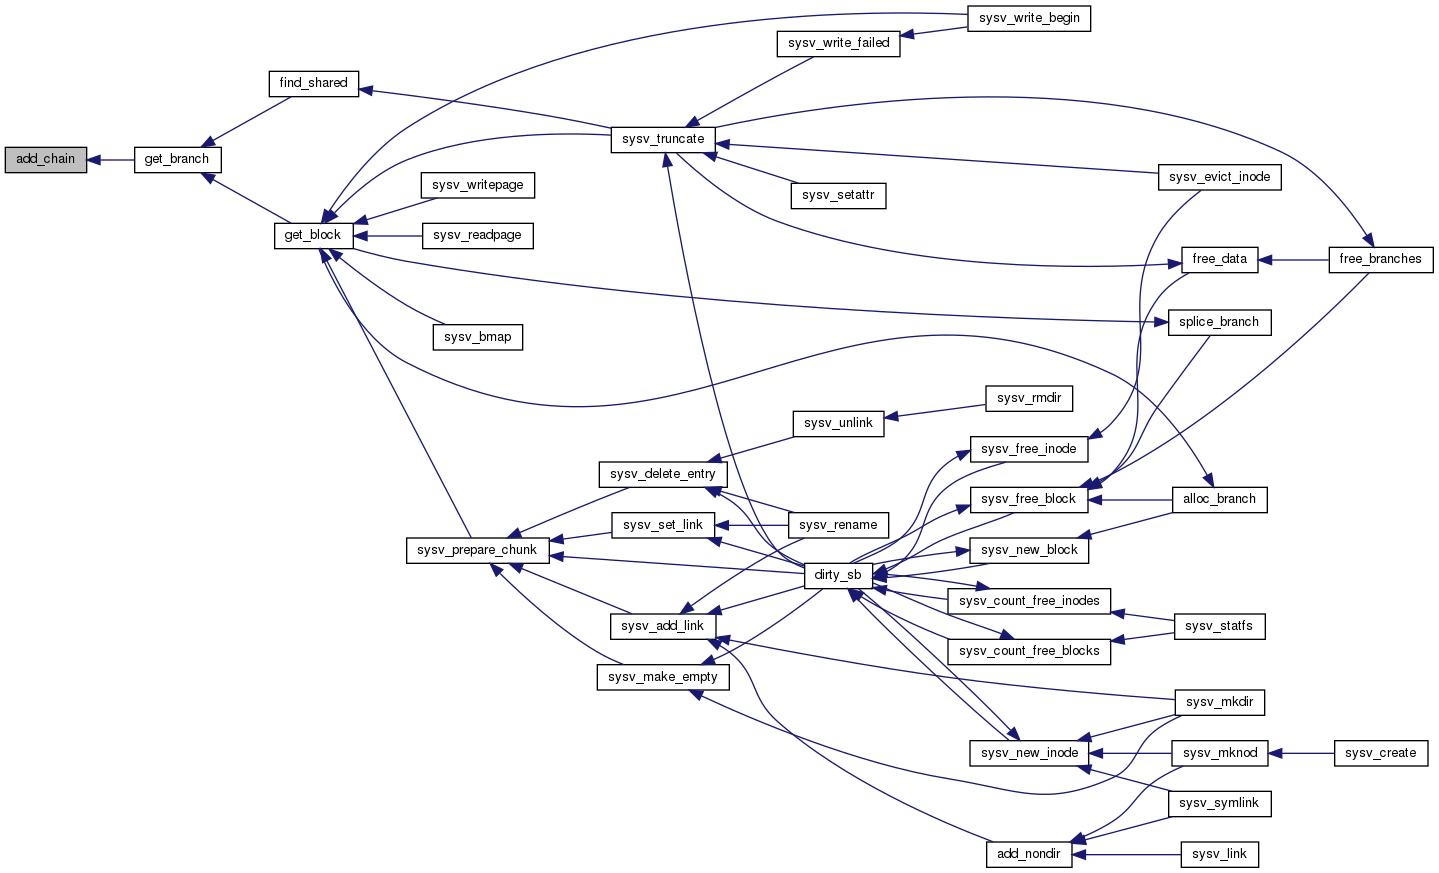 add_chain
get_branch
find_shared
get_block
sysv_writepage
sysv_readpage
sysv_bmap
sysv_prepare_chunk
sysv_truncate
sysv_delete_entry
sysv_set_link
sysv_add_link
sysv_make_empty
sysv_write_failed
sysv_setattr
sysv_unlink
sysv_rename
dirty_sb
sysv_write_begin
sysv_rmdir
sysv_free_inode
sysv_free_block
sysv_new_block
sysv_count_free_inodes
sysv_count_free_blocks
sysv_new_inode
add_nondir
sysv_evict_inode
free_data
splice_branch
alloc_branch
sysv_statfs
sysv_mkdir
sysv_mknod
sysv_symlink
sysv_link
free_branches
sysv_create